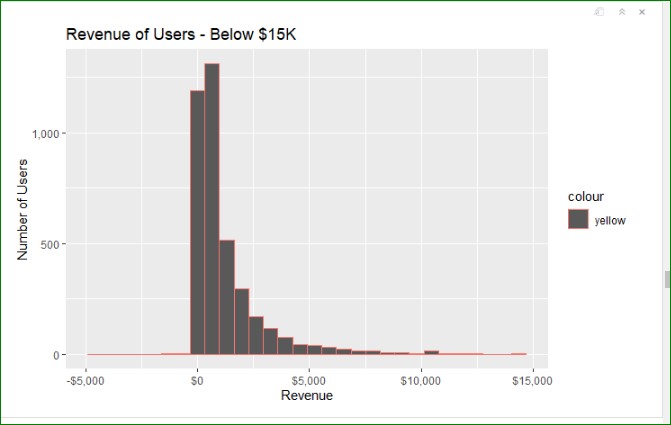 Revenue of Users - Below $15K
Number of Users
1,000
500
0
-$5,000 $0 $5,000 $10,000 $15,000
Revenue
colour
yellow